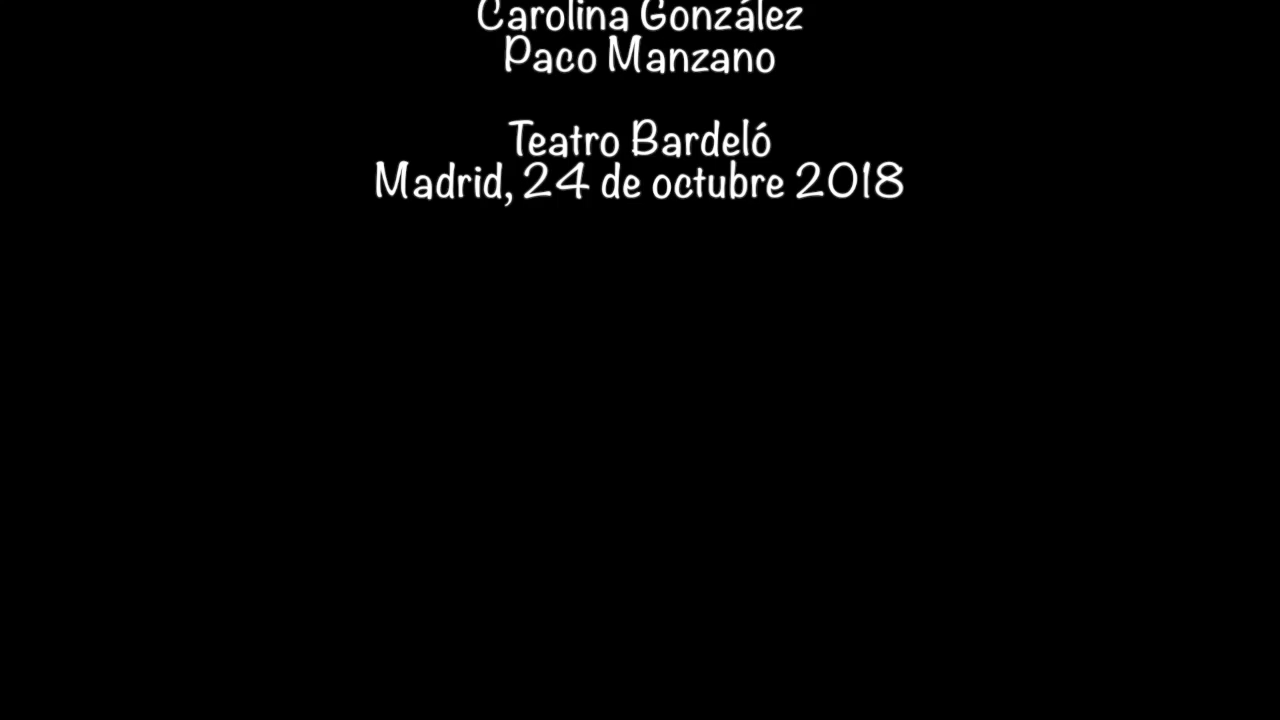 Carolina González
Paco Manzano
Teatro Bardeló
Madrid, 24 de octubre 2018